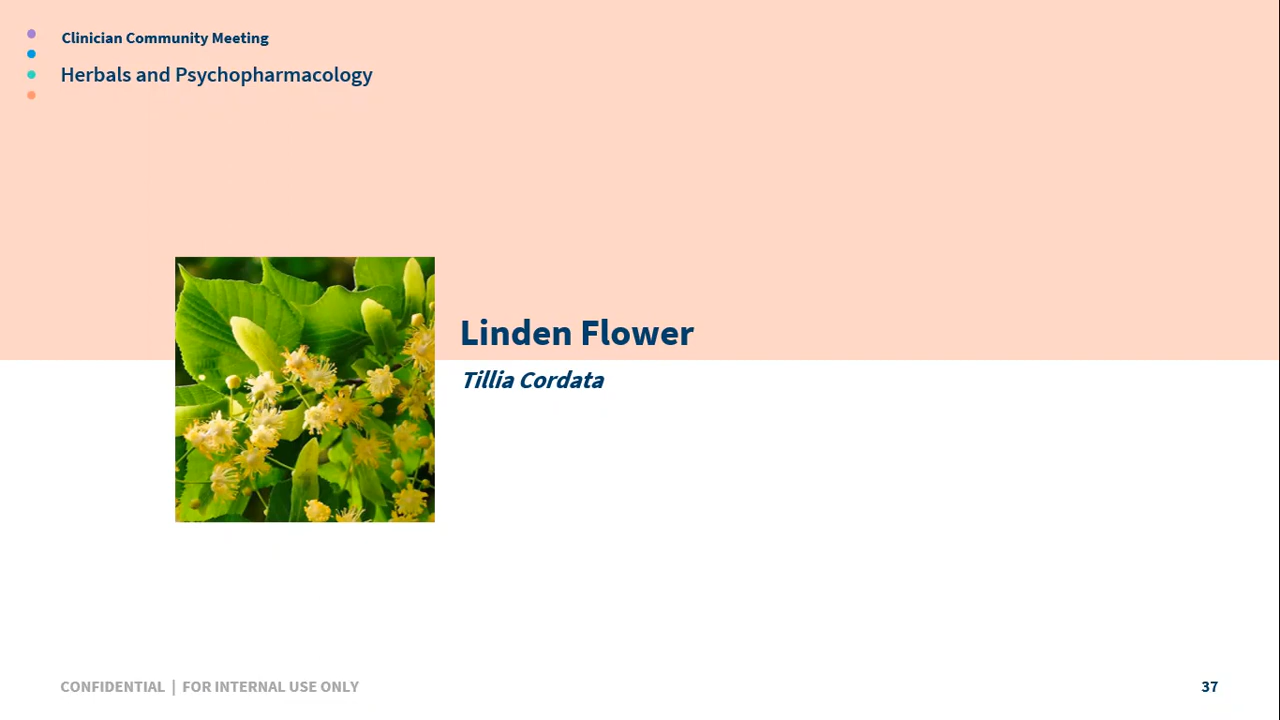 Clinician Community Meeting
Herbals and Psychopharmacology
Linden Flower
Tillia Cordata
CONFIDENTIAL | FOR INTERNAL USE ONLY
37